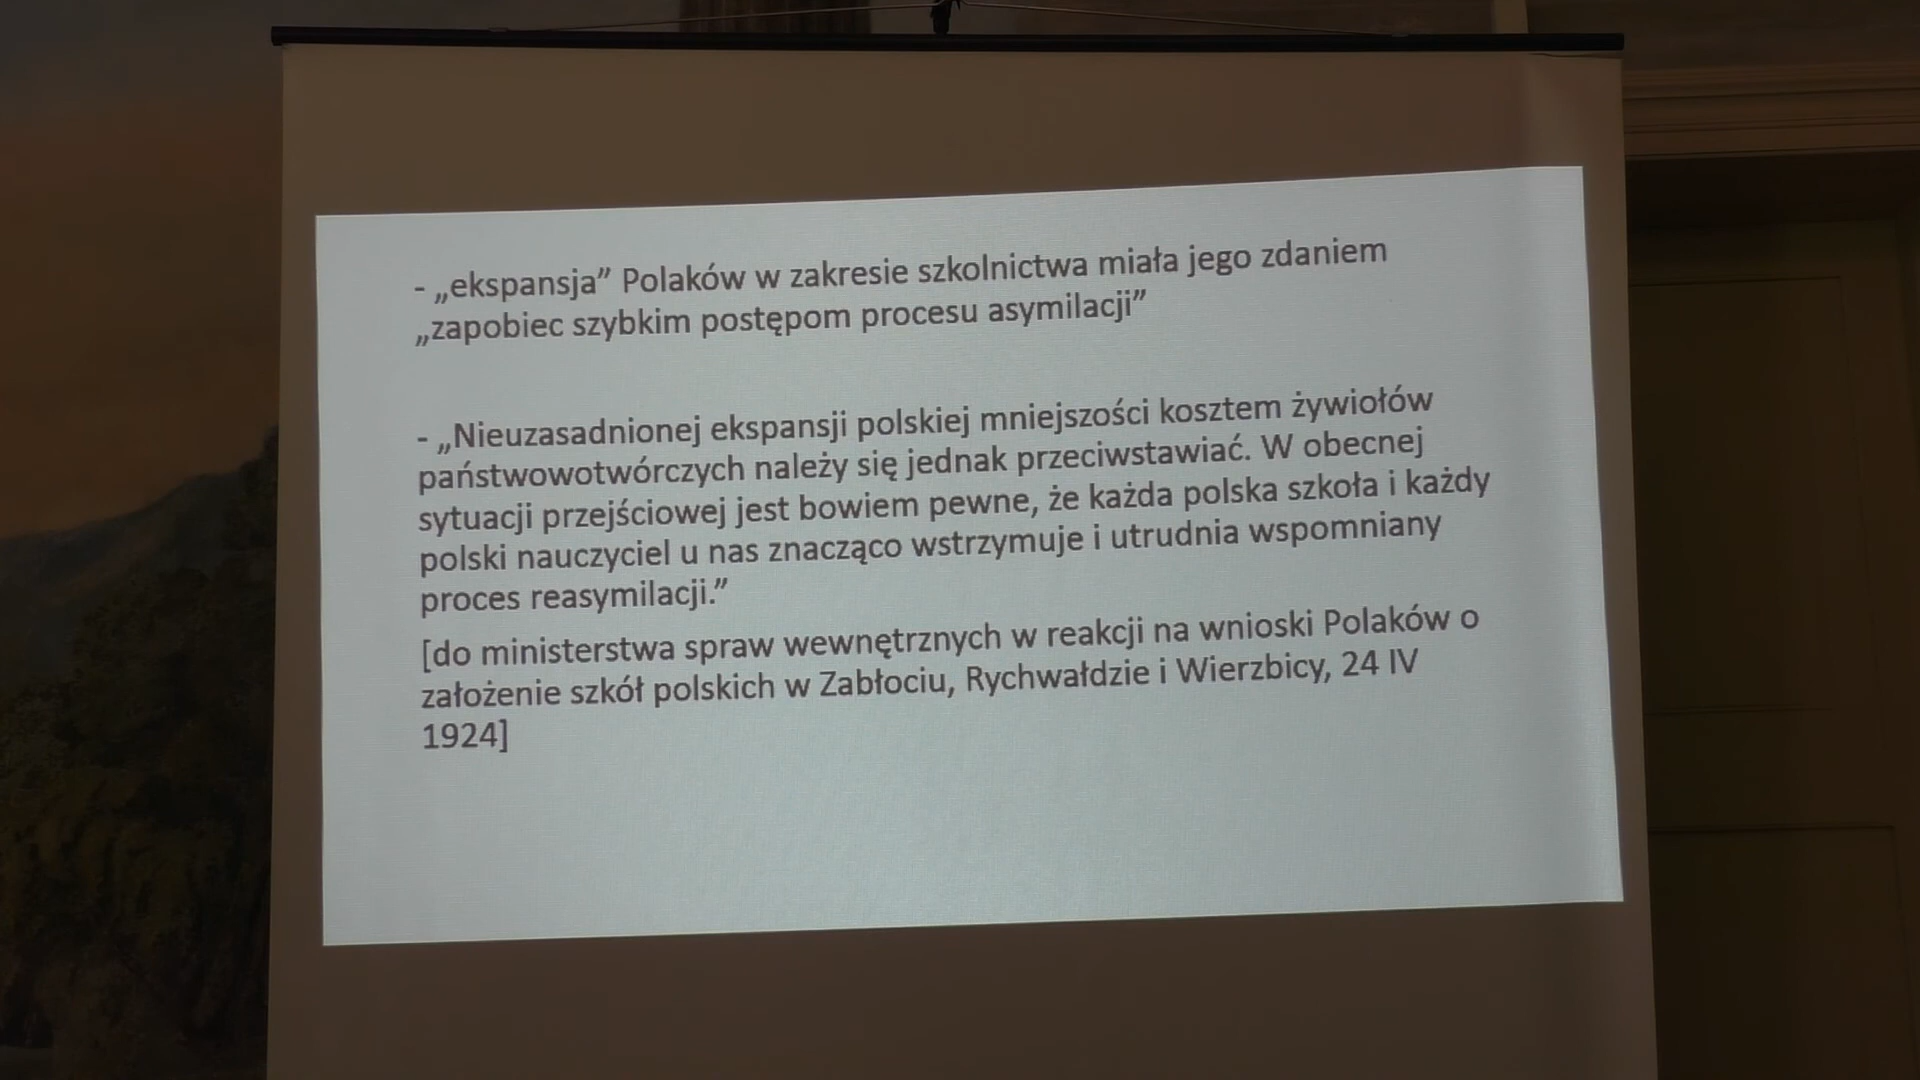 - „ekspansja” Polaków w zakresie szkolnictwa miała jego zdaniem
„zapobiec szybkim postępom procesu asymilacji”
- „Nieuzasadnionej ekspansji polskiej mniejszości kosztem żywiołów
państwowotwórczych należy się jednak przeciwstawiać. W obecnej
sytuacji przejściowej jest bowiem pewne, że każda polska szkoła i każdy
polski nauczyciel u nas znacząco wstrzymuje i utrudnia wspomniany
proces reasymilacji.”
[do ministerstwa spraw wewnętrznych w reakcji na wnioski Polaków o
założenie szkół polskich w Zabłociu, Rychwałdzie i Wierzbicy, 24 IV
1924]